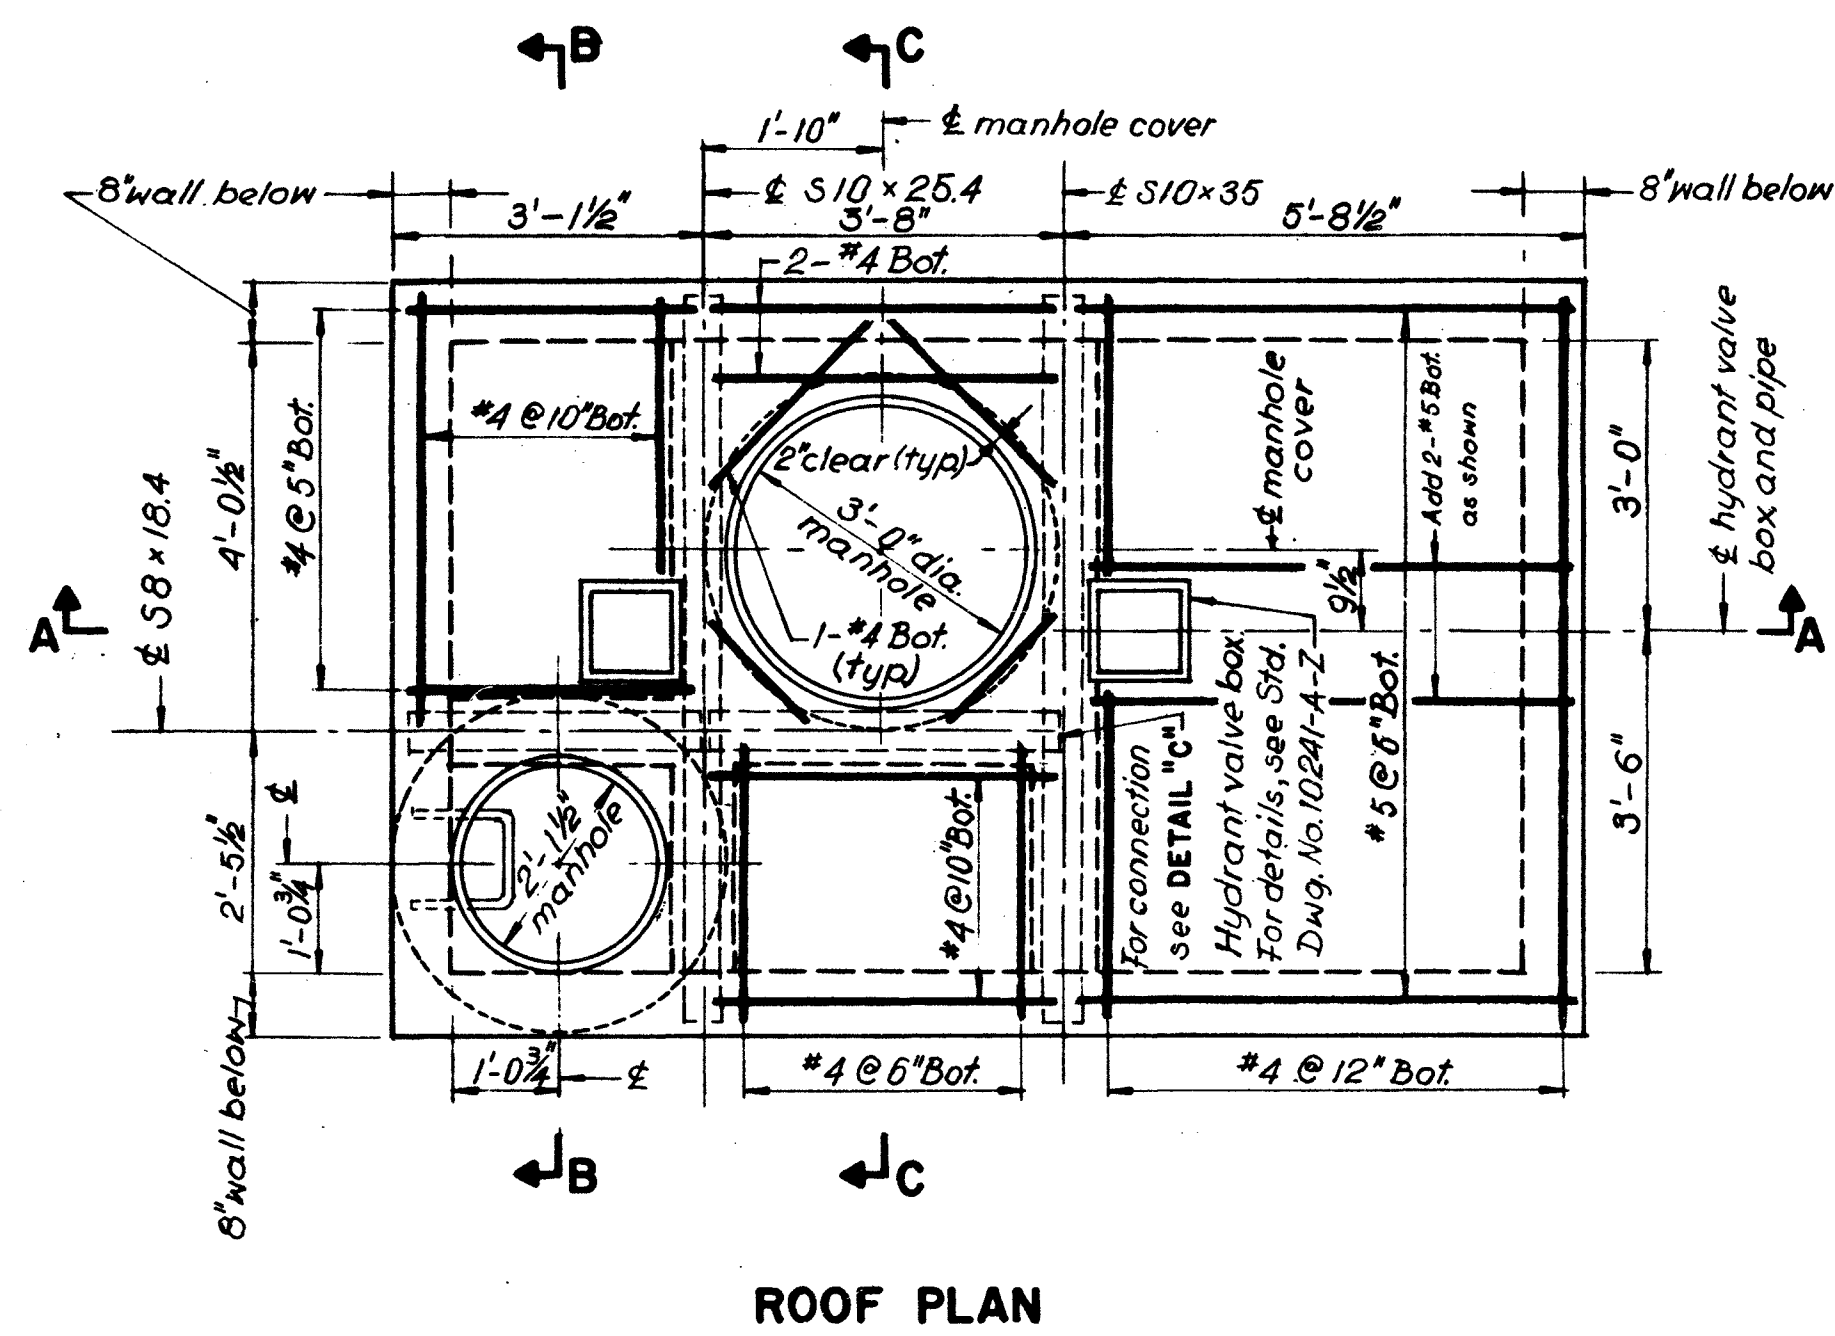 B
C
1'-10"
℄ manhole cover
8" wall below
3'-1½"
℄ S10 × 25.4
3'-8"
℄ S10×35
5'-8½"
8" wall below
2-#4 Bot.
#4 @ 10" Bot.
#4 @ 5" Bot.
4'-0½"
℄ S8 × 18.4
2" clear (typ)
3'-0" dia.
manhole
1-#4 Bot.
(typ)
℄ manhole
cover
Add 2-#5 Bot.
as shown
9½"
3'-0"
℄ hydrant valve
box and pipe
A
A
2'-5½"
℄
1'-0¾"
2'-1½"
manhole
#4 @ 10" Bot.
For connection
see DETAIL "C"
Hydrant valve box.
For details, see Std.
Dwg. No. 10241-A-Z
#5 @ 6" Bot.
3'-6"
8" wall below
1'-0¾"
℄
#4 @ 6" Bot.
#4 @ 12" Bot.
B
C
ROOF PLAN